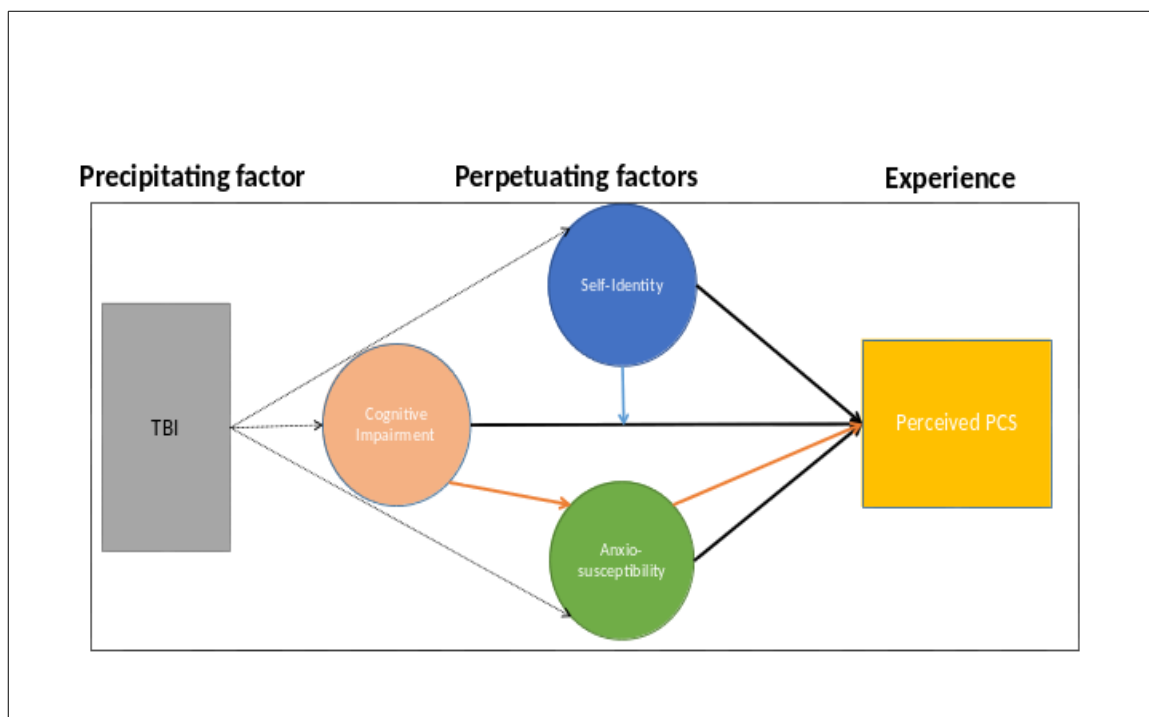 Precipitating factor
Perpetuating factors
Experience
Self-Identity
TBI
Cognitive
Impairment
Perceived PCS
Anxio-
susceptibility